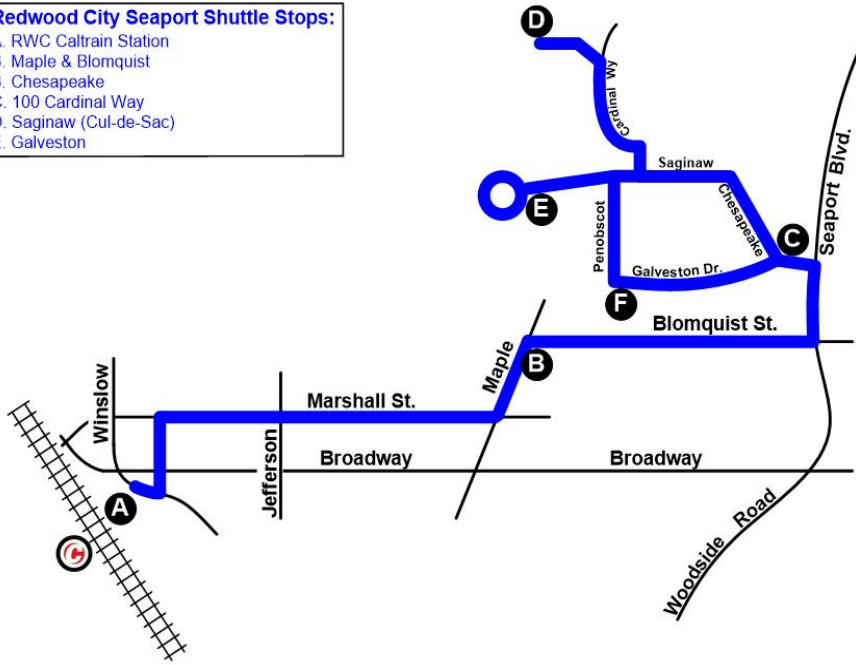 Redwood City Seaport Shuttle Stops:
. RWC Caltrain Station
. Maple & Blomquist
. Chesapeake
. 100 Cardinal Way
. Saginaw (Cul-de-Sac)
. Galveston
D
Cardinal Wy
Saginaw
Seaport Blvd.
E
Penobscot
Chesapeake
C
Galveston Dr.
F
Blomquist St.
Maple
B
Winslow
Marshall St.
Jefferson
Broadway
Broadway
A
C
Woodside Road